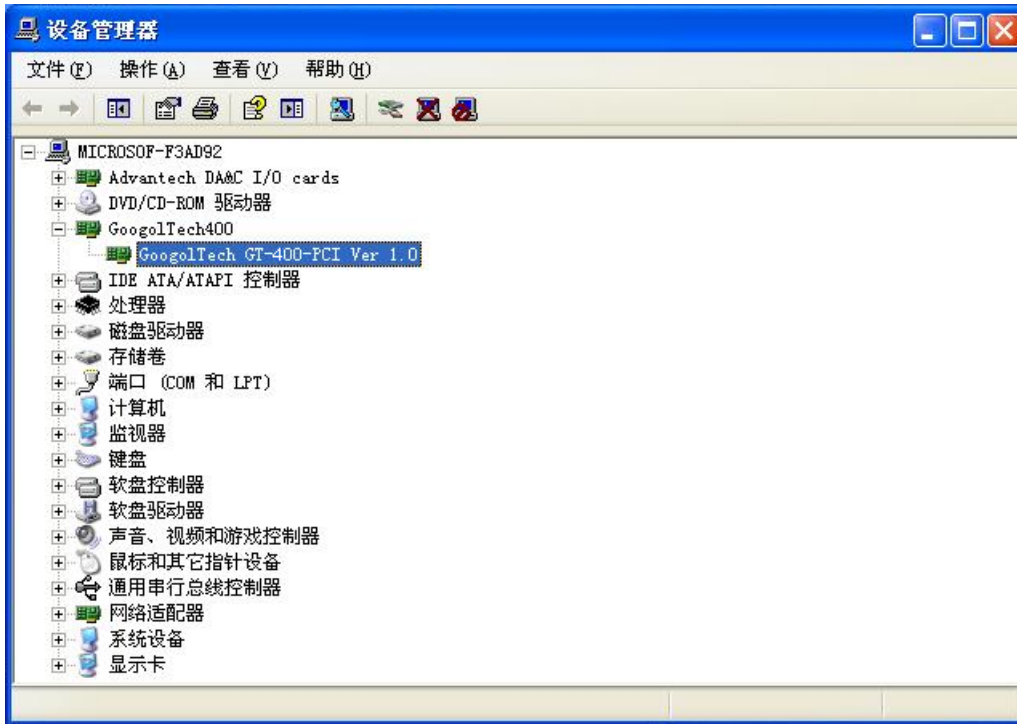 设备管理器
文件(F) 操作(A) 查看(V) 帮助(H)
MICROSOF-F3AD92
Advantech DA&C I/O cards
DVD/CD-ROM 驱动器
GoogolTech400
GoogolTech GT-400-PCI Ver 1.0
IDE ATA/ATAPI 控制器
处理器
磁盘驱动器
存储卷
端口 (COM 和 LPT)
计算机
监视器
键盘
软盘控制器
软盘驱动器
声音、视频和游戏控制器
鼠标和其它指针设备
通用串行总线控制器
网络适配器
系统设备
显示卡